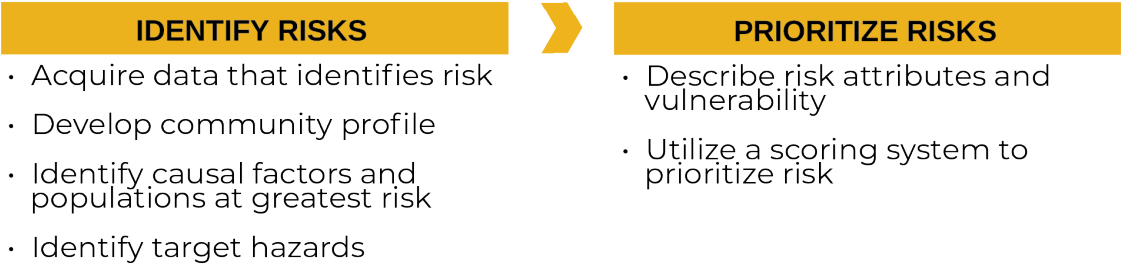 IDENTIFY RISKS
• Acquire data that identifies risk
• Develop community profile
• Identify causal factors and
populations at greatest risk
• Identify target hazards
PRIORITIZE RISKS
• Describe risk attributes and
vulnerability
• Utilize a scoring system to
prioritize risk